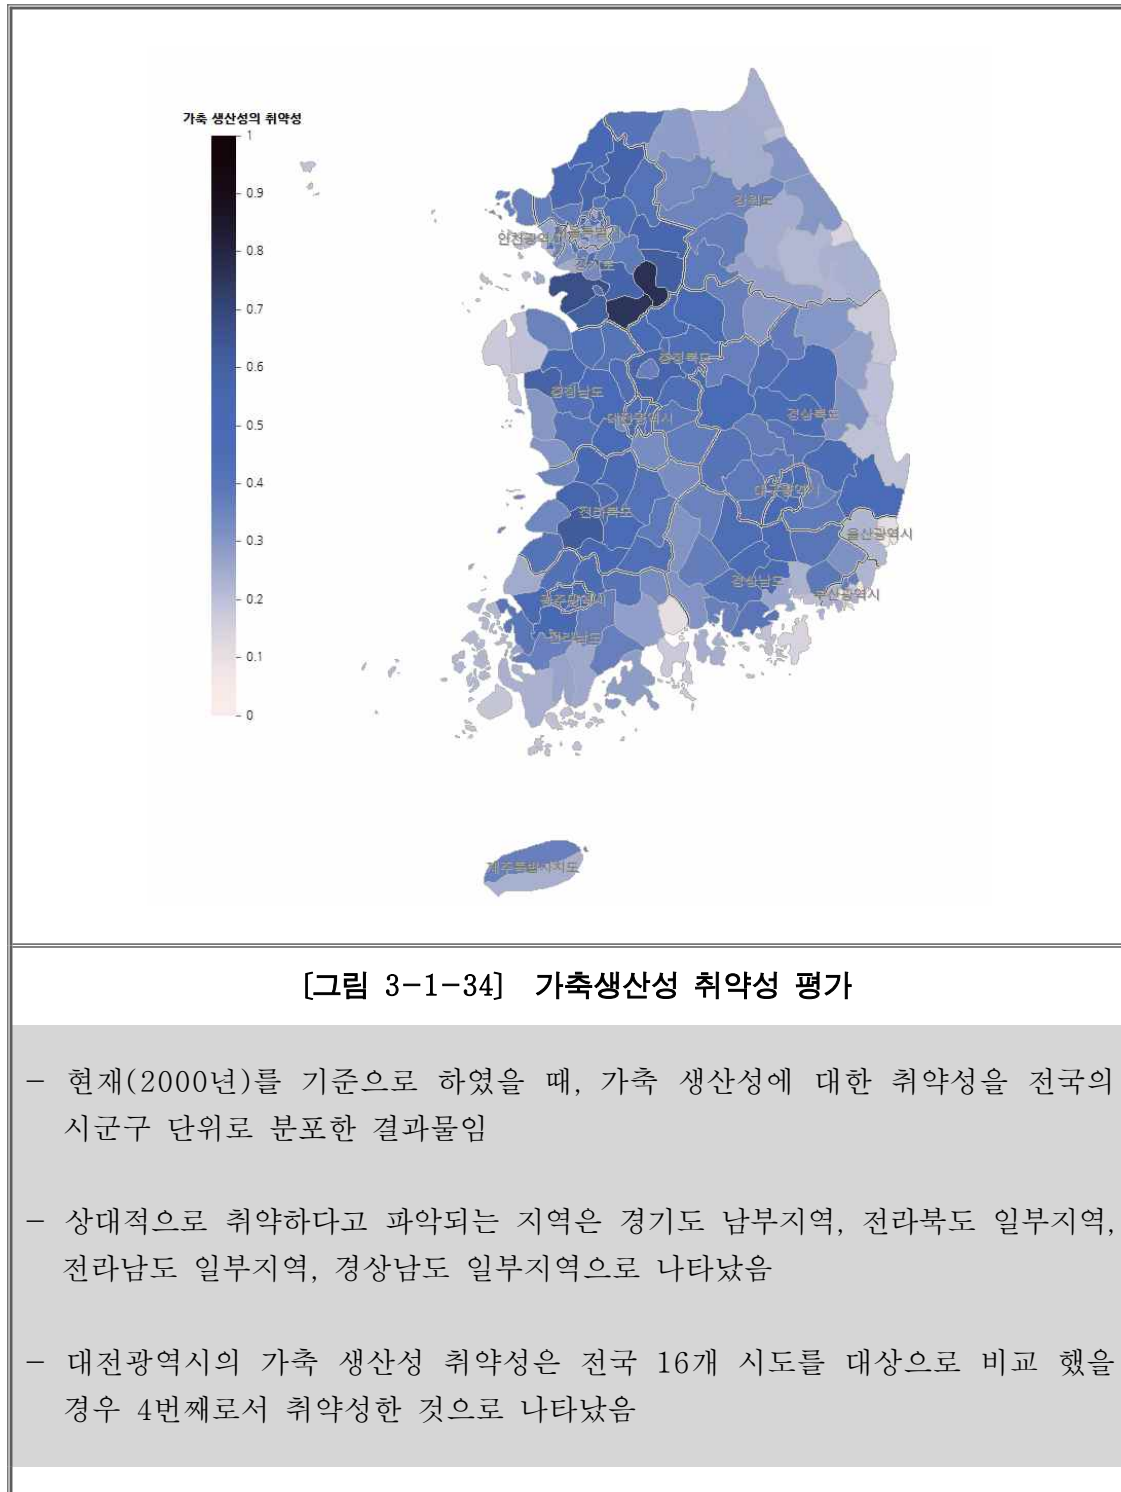 가축 생산성의 취약성
1
0.9
0.8
0.7
0.6
0.5
0.4
0.3
0.2
0.1
0
강원도
인천광역시
서울특별시
경기도
충청북도
충청남도
대전광역시
경상북도
대구광역시
전라북도
울산광역시
경상남도
부산광역시
광주광역시
전라남도
제주특별자치도
[그림 3-1-34] 가축생산성 취약성 평가
- 현재(2000년)를 기준으로 하였을 때, 가축 생산성에 대한 취약성을 전국의
시군구 단위로 분포한 결과물임
- 상대적으로 취약하다고 파악되는 지역은 경기도 남부지역, 전라북도 일부지역,
전라남도 일부지역, 경상남도 일부지역으로 나타났음
- 대전광역시의 가축 생산성 취약성은 전국 16개 시도를 대상으로 비교 했을
경우 4번째로서 취약성한 것으로 나타났음